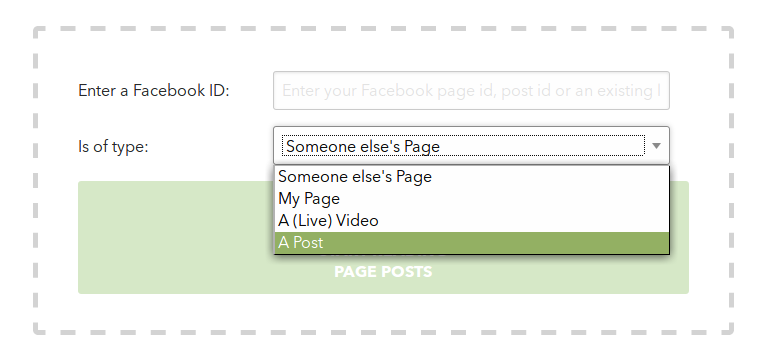 Enter a Facebook ID:
Enter your Facebook page id, post id or an existing
Is of type:
Someone else's Page
Someone else's Page
My Page
A (Live) Video
A Post
PAGE POSTS